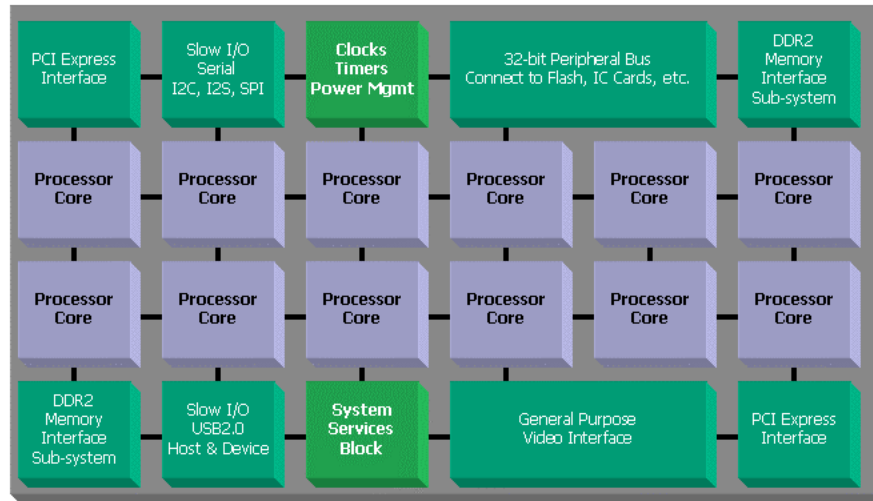 PCI Express
Interface
Slow I/O
Serial
I2C, I2S, SPI
Clocks
Timers
Power Mgmt
32-bit Peripheral Bus
Connect to Flash, IC Cards, etc.
DDR2
Memory
Interface
Sub-system
Processor
Core
Processor
Core
Processor
Core
Processor
Core
Processor
Core
Processor
Core
Processor
Core
Processor
Core
Processor
Core
Processor
Core
Processor
Core
Processor
Core
DDR2
Memory
Interface
Sub-system
Slow I/O
USB2.0
Host & Device
System
Services
Block
General Purpose
Video Interface
PCI Express
Interface